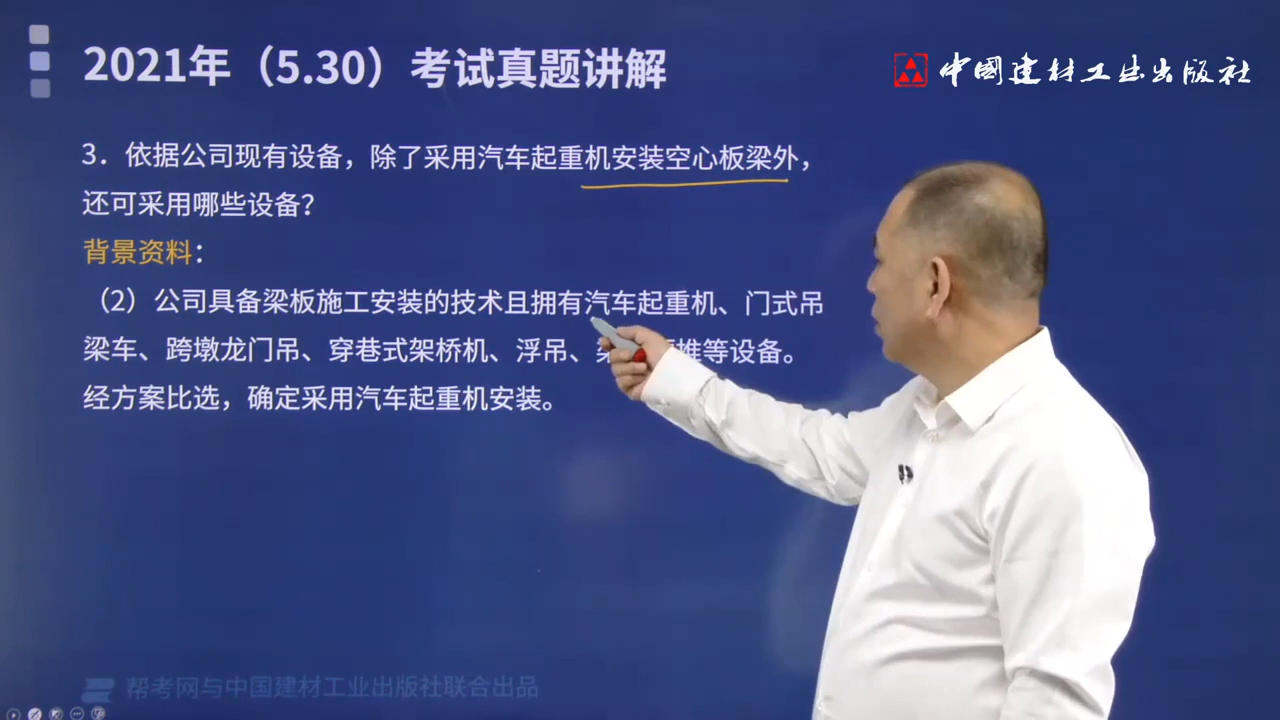 2021年（5.30）考试真题讲解
中国建材工业出版社
3．依据公司现有设备，除了采用汽车起重机安装空心板梁外，
还可采用哪些设备？
背景资料：
（2）公司具备梁板施工安装的技术且拥有汽车起重机、门式吊
梁车、跨墩龙门吊、穿巷式架桥机、浮吊、等设备。
经方案比选，确定采用汽车起重机安装。
帮考网与中国建材工业出版社联合出品